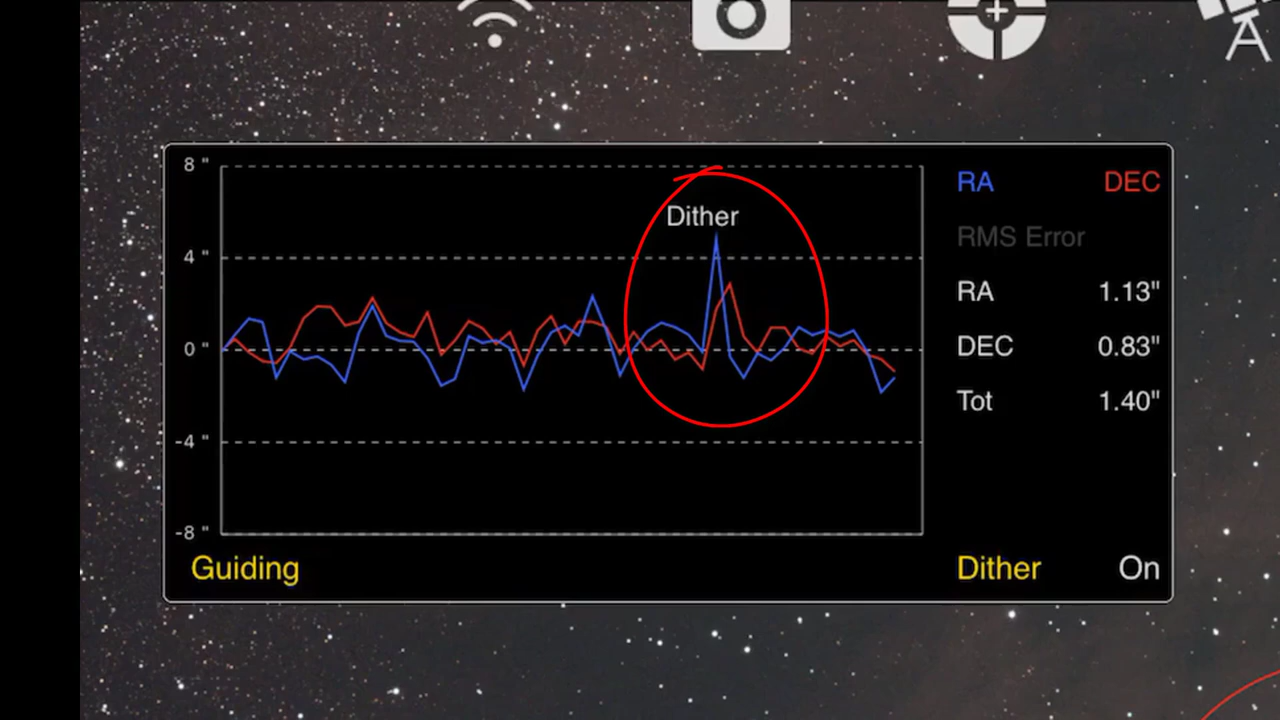 8 "
4 "
0 "
-4 "
-8 "
Dither
RA DEC
RMS Error
RA 1.13"
DEC 0.83"
Tot 1.40"
Guiding
Dither On